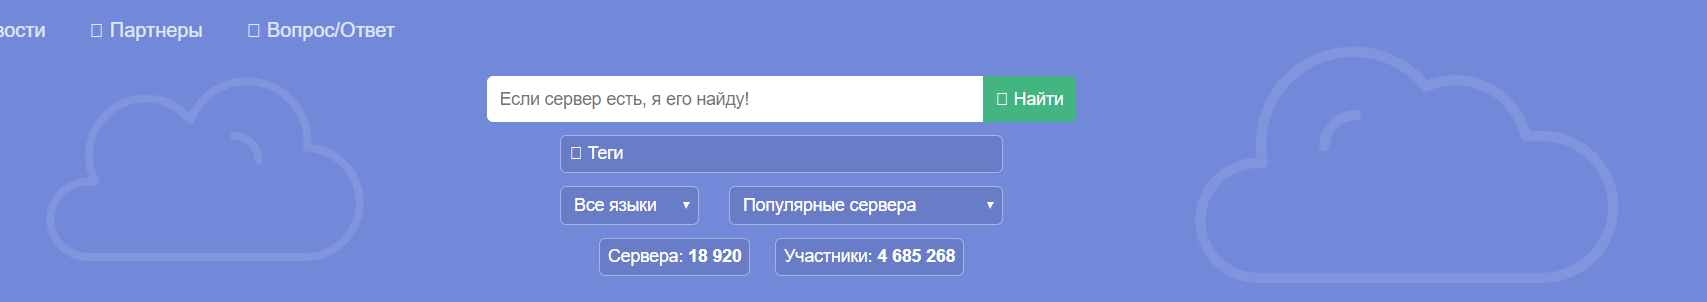 Партнеры Вопрос/Ответ
Если сервер есть, я его найду! Найти
Теги
Все языки Популярные сервера
Сервера: 18 920 Участники: 4 685 268